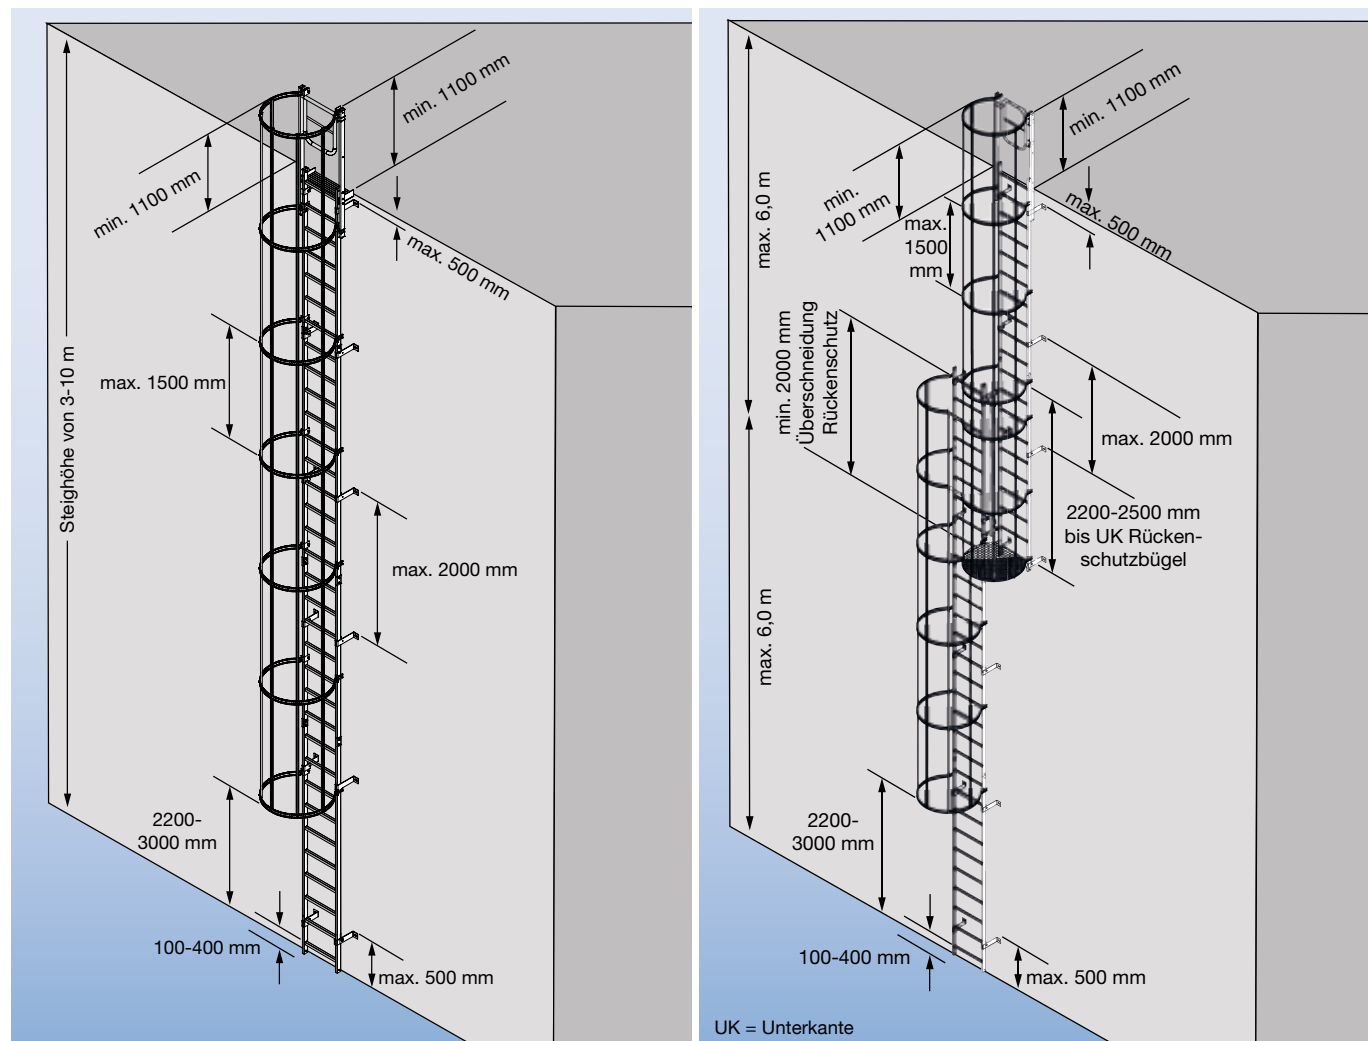 min. 1100 mm
min. 1100 mm
max. 500 mm
Steighöhe von 3-10 m
max. 1500 mm
max. 2000 mm
2200-
3000 mm
100-400 mm
max. 500 mm
min. 1100 mm
min.
1100 mm
max. 6,0 m
max.
1500
mm
max. 500 mm
min. 2000 mm
Überschneidung
Rückenschutz
max. 2000 mm
2200-2500 mm
bis UK Rücken-
schutzbügel
max. 6,0 m
2200-
3000 mm
100-400 mm
max. 500 mm
UK = Unterkante